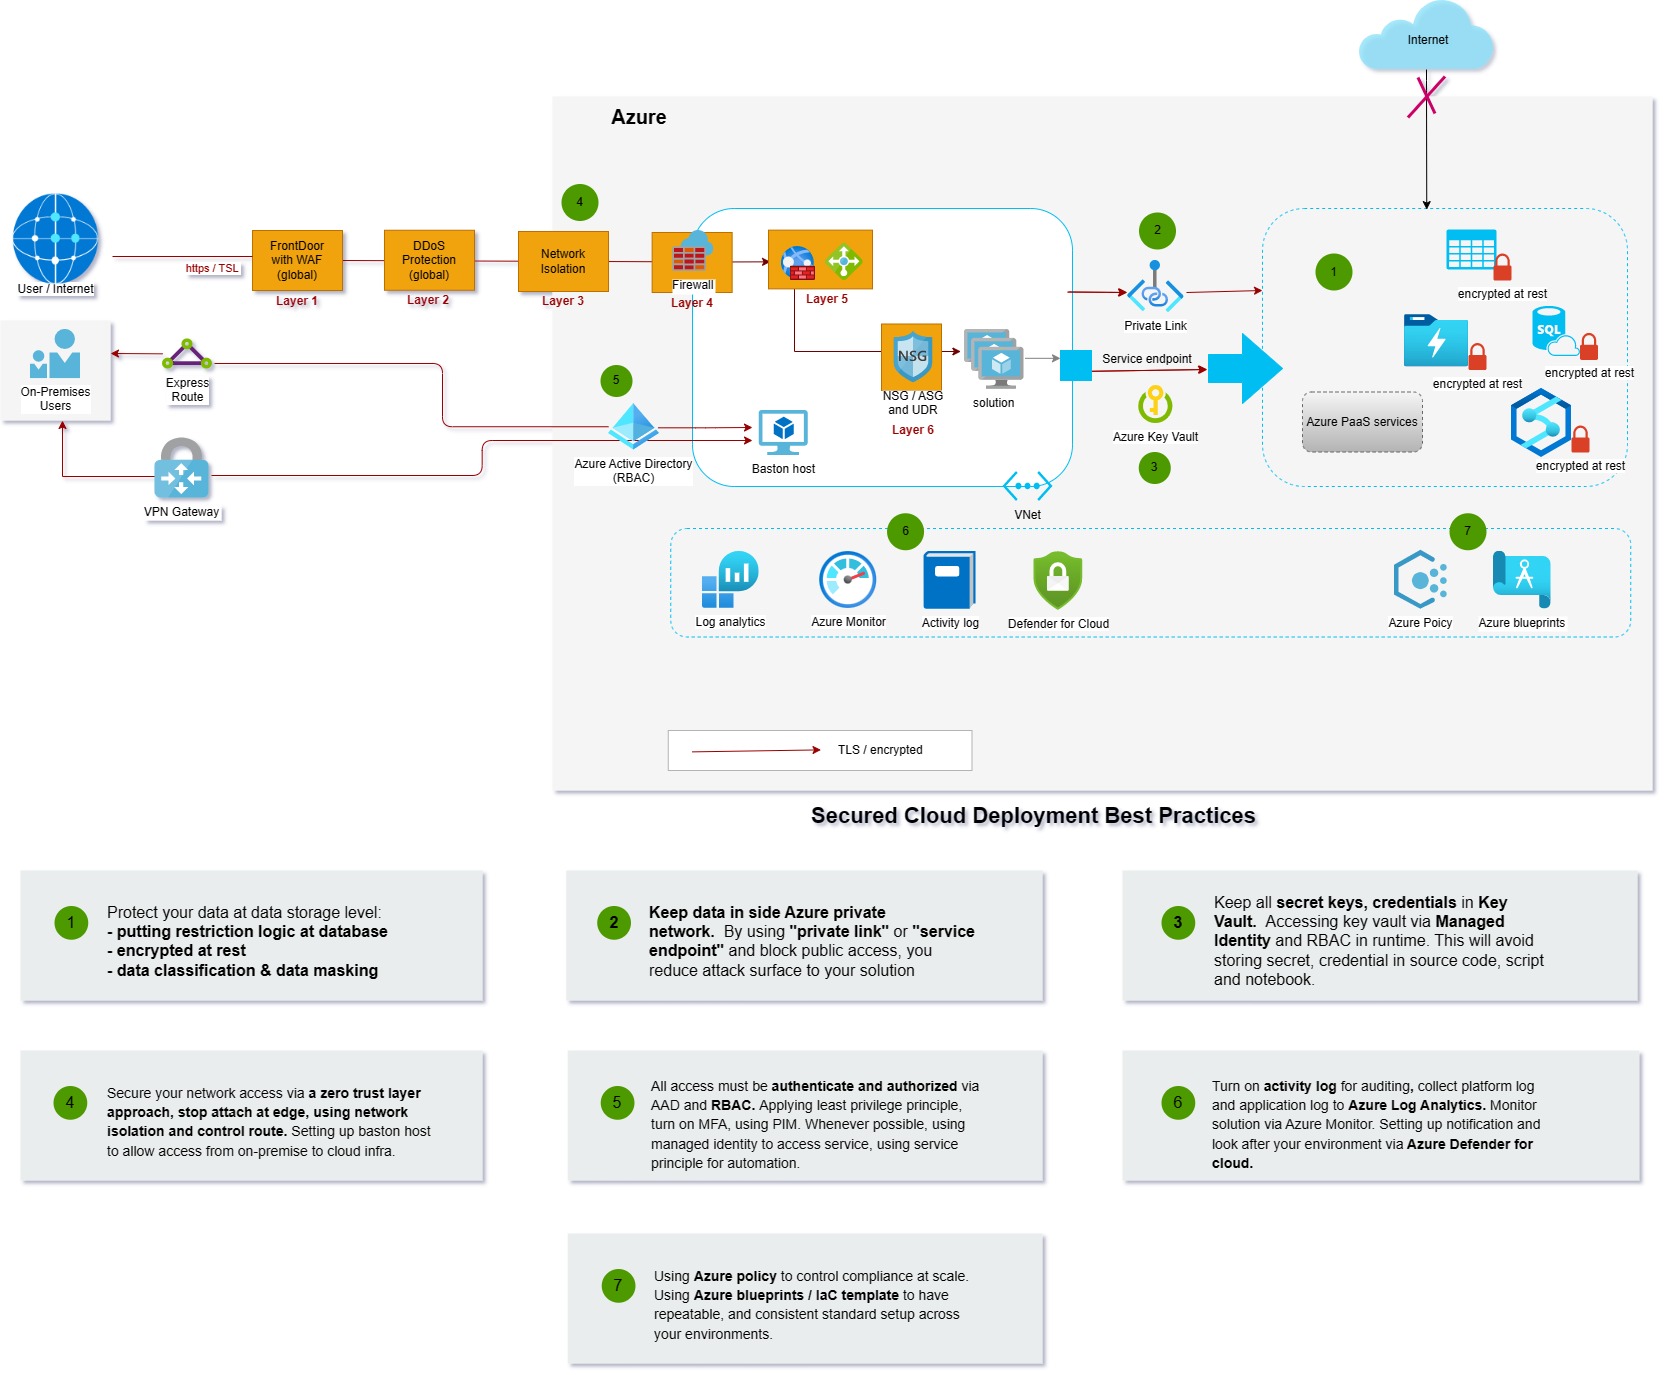 Internet
Azure
4
2
1
User / Internet
https / TSL
FrontDoor
with WAF
(global)
Layer 1
DDoS
Protection
(global)
Layer 2
Network
Isolation
Layer 3
Firewall
Layer 4
Layer 5
NSG
NSG / ASG
and UDR
Layer 6
solution
Private Link
Service endpoint
Azure Key Vault
3
encrypted at rest
encrypted at rest
SQL
encrypted at rest
Azure PaaS services
encrypted at rest
On-Premises
Users
Express
Route
VPN Gateway
5
Azure Active Directory
(RBAC)
Baston host
VNet
6
7
Log analytics
Azure Monitor
Activity log
Defender for Cloud
Azure Poicy
Azure blueprints
TLS / encrypted
Secured Cloud Deployment Best Practices
1
Protect your data at data storage level:
- putting restriction logic at database
- encrypted at rest
- data classification & data masking
2
Keep data in side Azure private
network. By using "private link" or "service
endpoint" and block public access, you
reduce attack surface to your solution
3
Keep all secret keys, credentials in Key
Vault. Accessing key vault via Managed
Identity and RBAC in runtime. This will avoid
storing secret, credential in source code, script
and notebook.
4
Secure your network access via a zero trust layer
approach, stop attach at edge, using network
isolation and control route. Setting up baston host
to allow access from on-premise to cloud infra.
5
All access must be authenticate and authorized via
AAD and RBAC. Applying least privilege principle,
turn on MFA, using PIM. Whenever possible, using
managed identity to access service, using service
principle for automation.
6
Turn on activity log for auditing, collect platform log
and application log to Azure Log Analytics. Monitor
solution via Azure Monitor. Setting up notification and
look after your environment via Azure Defender for
cloud.
7
Using Azure policy to control compliance at scale.
Using Azure blueprints / IaC template to have
repeatable, and consistent standard setup across
your environments.